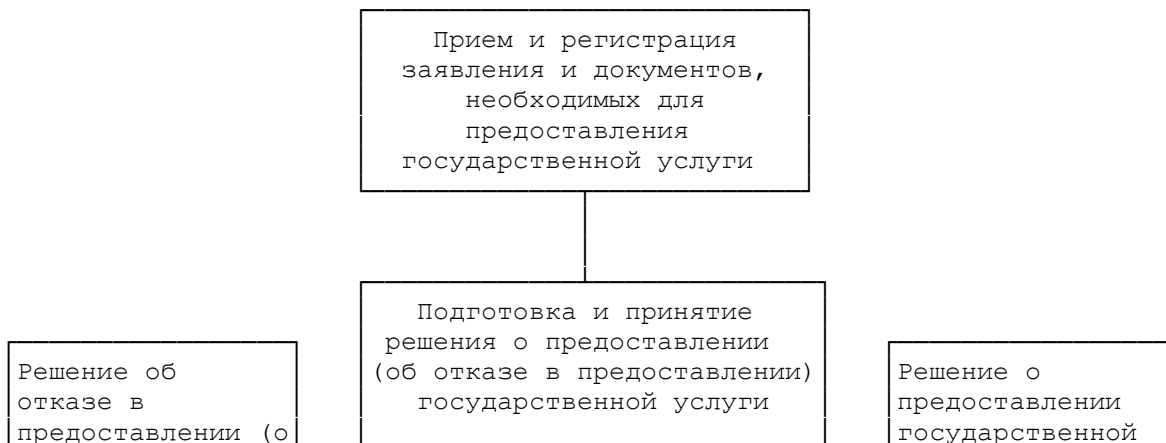 Прием и регистрация
заявления и документов,
необходимых для
предоставления
государственной услуги
Подготовка и принятие
решения о предоставлении
(об отказе в предоставлении)
государственной услуги
Решение об
отказе в
предоставлении (о
Решение о
предоставлении
государственной